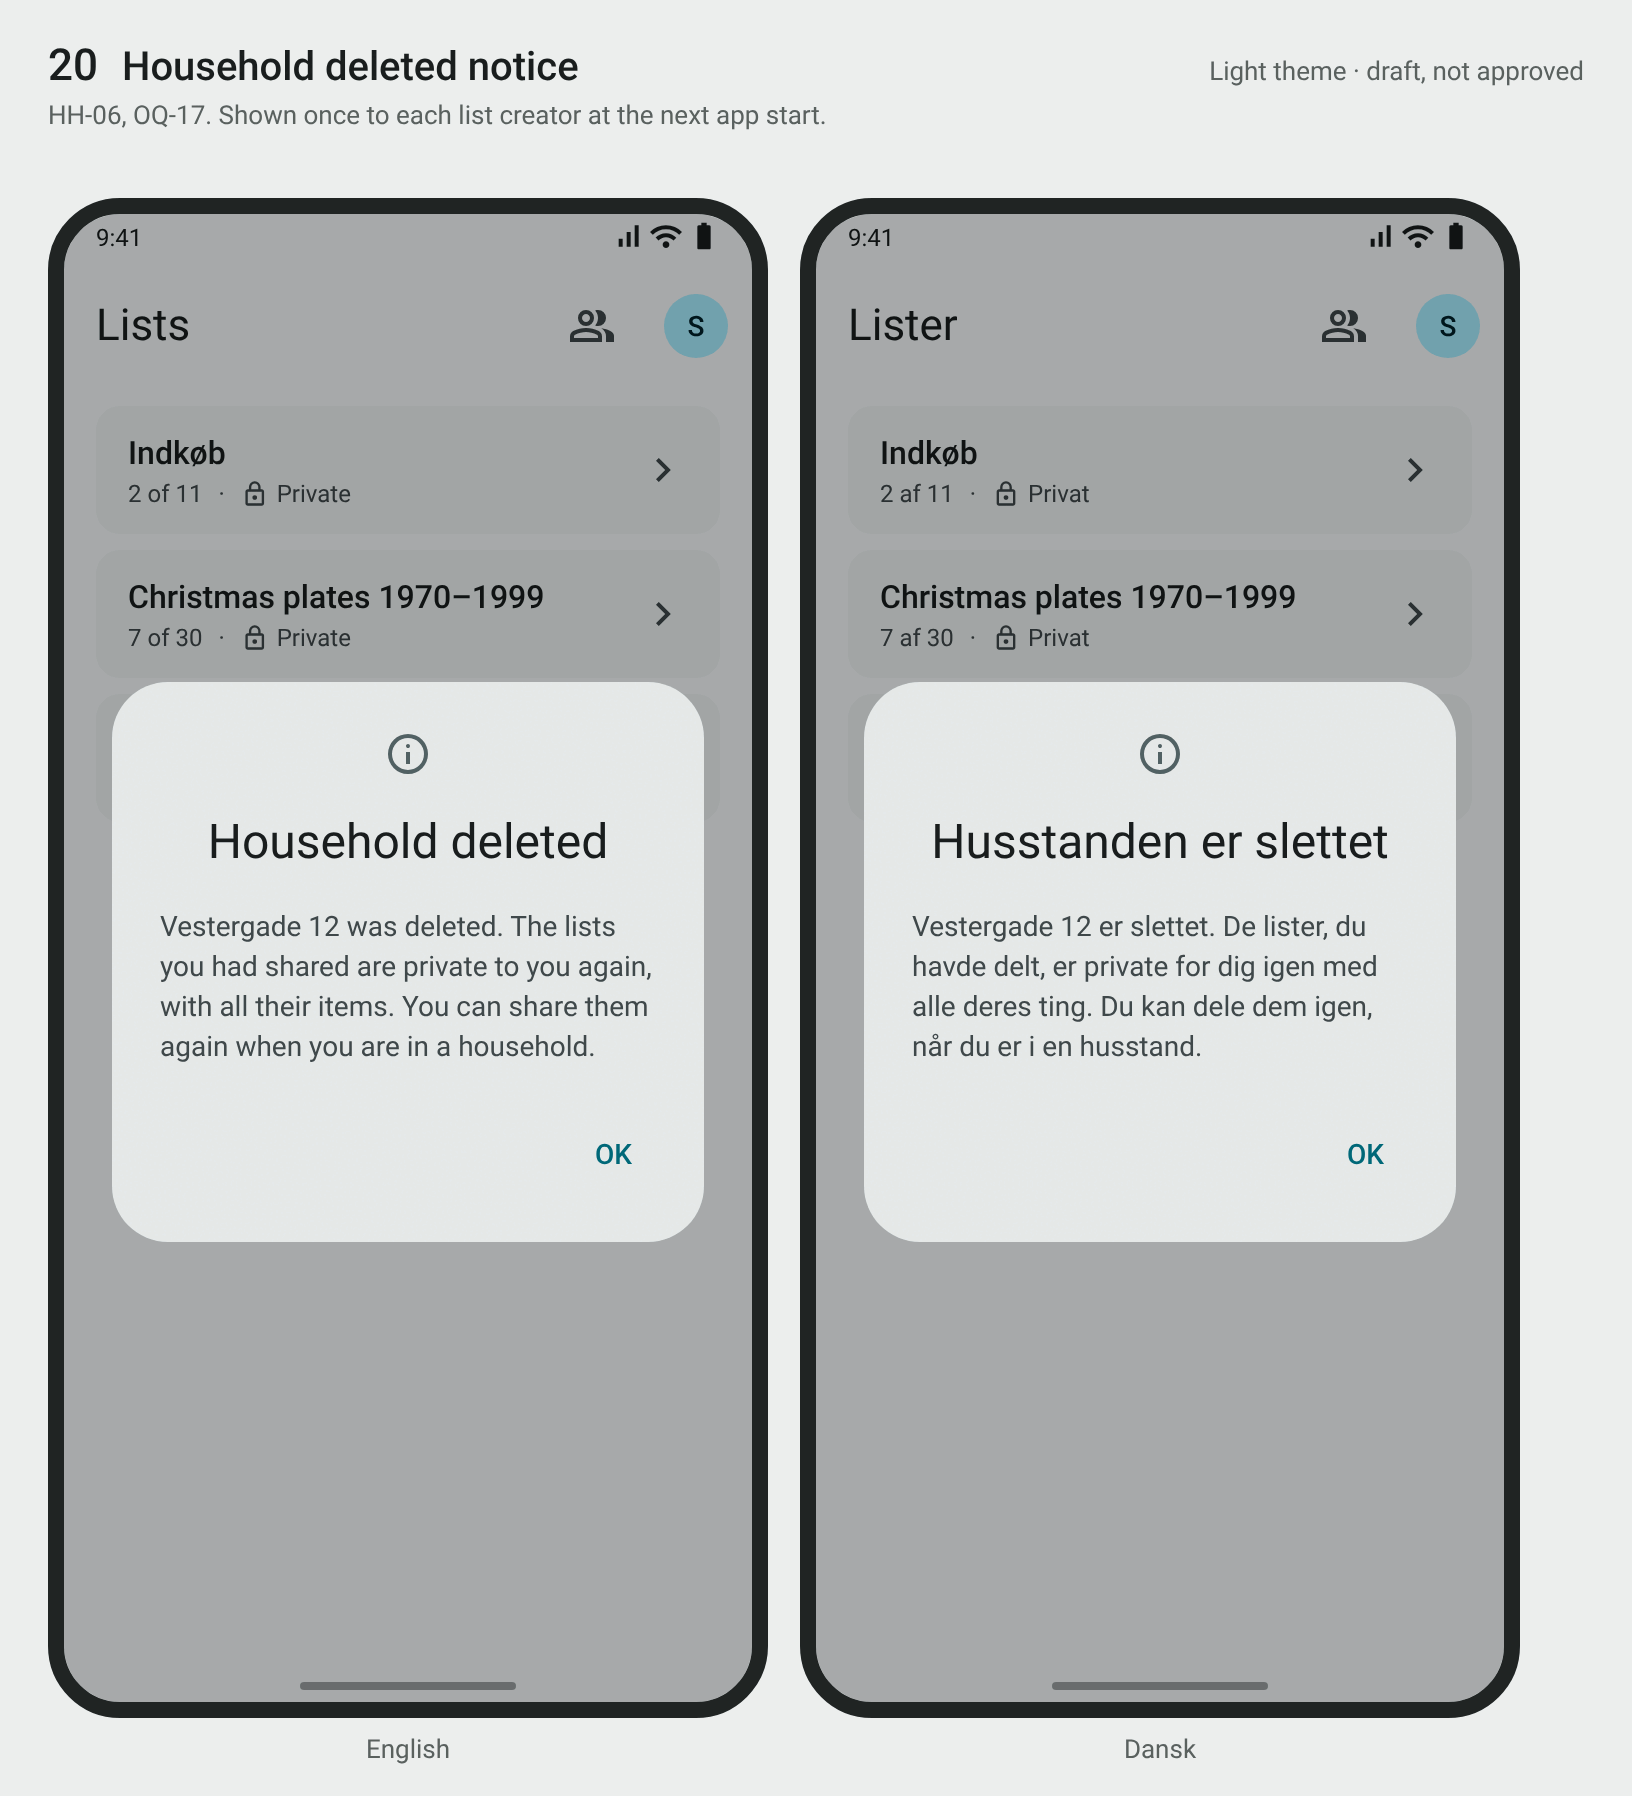 20 Household deleted notice
Light theme · draft, not approved
HH-06, OQ-17. Shown once to each list creator at the next app start.
9:41
Lists
S
Indkøb
2 of 11 · Private
Christmas plates 1970–1999
7 of 30 · Private
Household deleted
Vestergade 12 was deleted. The lists
you had shared are private to you again,
with all their items. You can share them
again when you are in a household.
OK
English
9:41
Lister
S
Indkøb
2 af 11 · Privat
Christmas plates 1970–1999
7 af 30 · Privat
Husstanden er slettet
Vestergade 12 er slettet. De lister, du
havde delt, er private for dig igen med
alle deres ting. Du kan dele dem igen,
når du er i en husstand.
OK
Dansk